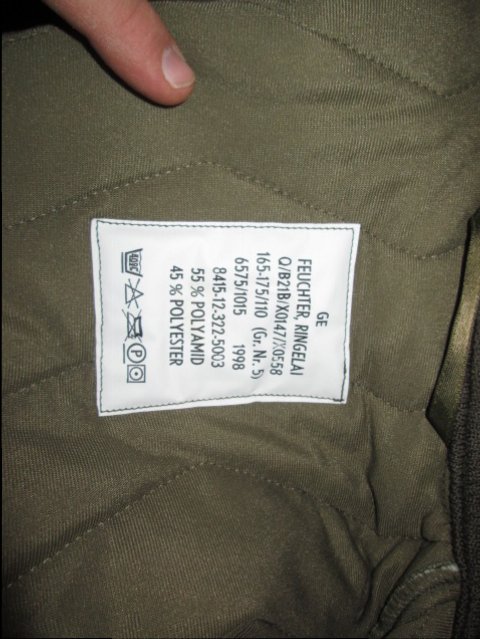 GE
FEUCHTER, RINGELAI
Q/B21B/X0147/X0558
165-175/110 (Gr. Nr. 5)
6575/1015 1998
8415-12-322-5003
55 % POLYAMID
45 % POLYESTER
40°C P